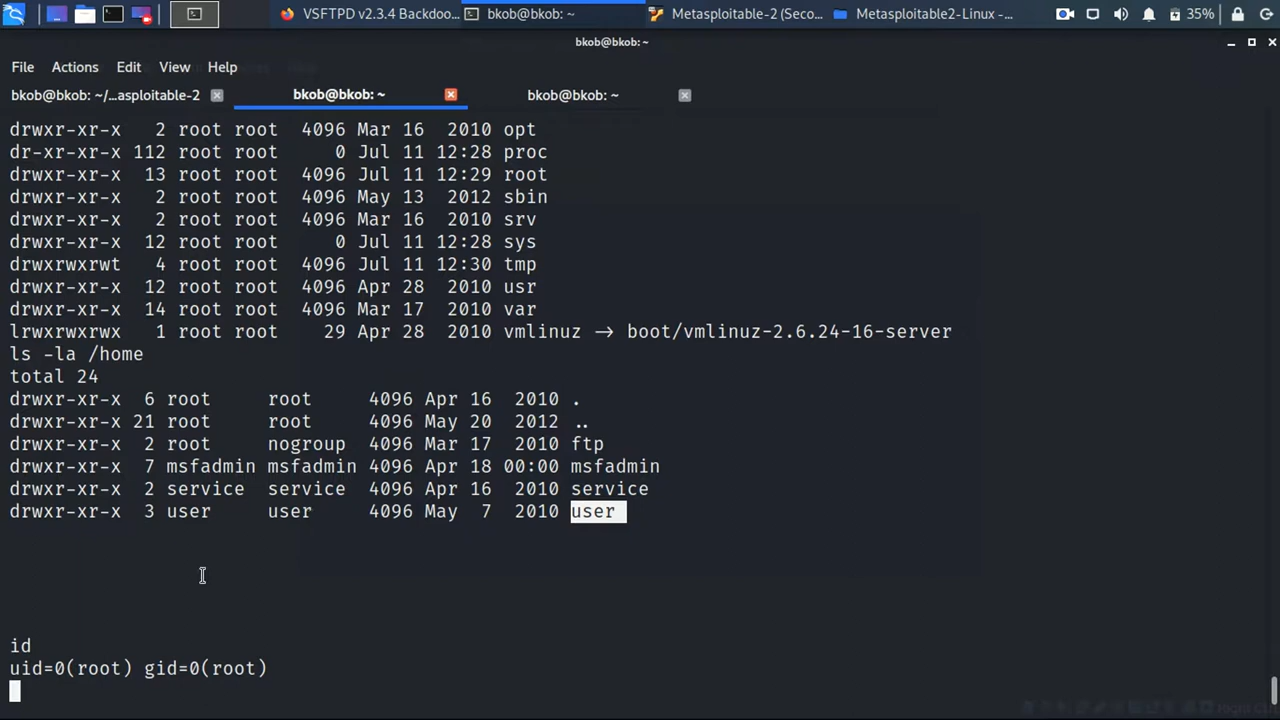 VSFTPD v2.3.4 Backdoo...
bkob@bkob: ~
Metasploitable-2 (Seco...
Metasploitable2-Linux -...
35%
bkob@bkob: ~
File Actions Edit View Help
bkob@bkob: ~/...asploitable-2
bkob@bkob: ~
bkob@bkob: ~
drwxr-xr-x 2 root root 4096 Mar 16 2010 opt
dr-xr-xr-x 112 root root 0 Jul 11 12:28 proc
drwxr-xr-x 13 root root 4096 Jul 11 12:29 root
drwxr-xr-x 2 root root 4096 May 13 2012 sbin
drwxr-xr-x 2 root root 4096 Mar 16 2010 srv
drwxr-xr-x 12 root root 0 Jul 11 12:28 sys
drwxrwxrwt 4 root root 4096 Jul 11 12:30 tmp
drwxr-xr-x 12 root root 4096 Apr 28 2010 usr
drwxr-xr-x 14 root root 4096 Mar 17 2010 var
lrwxrwxrwx 1 root root 29 Apr 28 2010 vmlinuz → boot/vmlinuz-2.6.24-16-server
ls -la /home
total 24
drwxr-xr-x 6 root root 4096 Apr 16 2010 .
drwxr-xr-x 21 root root 4096 May 20 2012 ..
drwxr-xr-x 2 root nogroup 4096 Mar 17 2010 ftp
drwxr-xr-x 7 msfadmin msfadmin 4096 Apr 18 00:00 msfadmin
drwxr-xr-x 2 service service 4096 Apr 16 2010 service
drwxr-xr-x 3 user user 4096 May 7 2010 user
id
uid=0(root) gid=0(root)